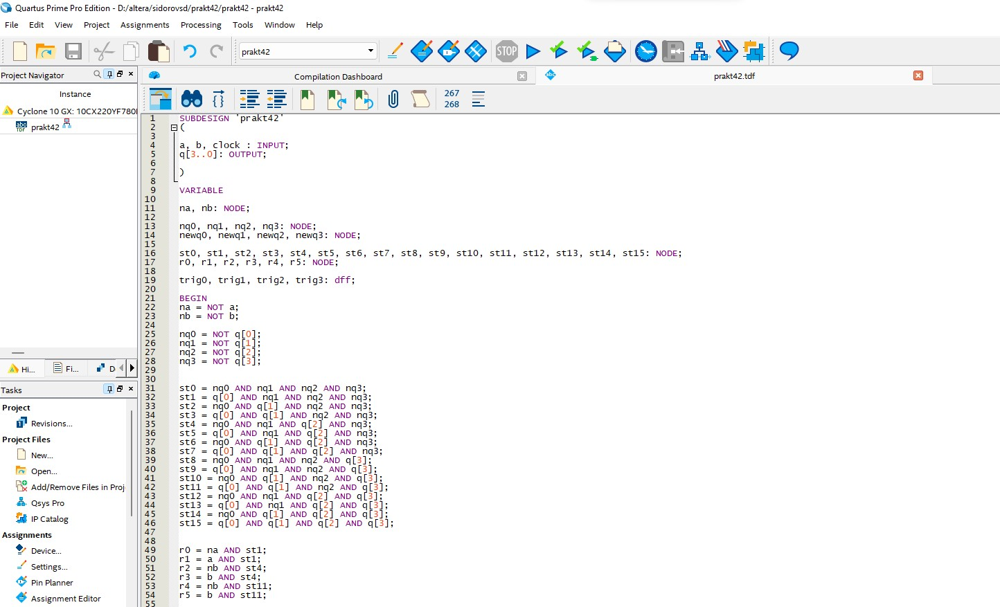 Quartus Prime Pro Edition - D:/altera/sidorovsd/prakt42/prakt42 - prakt42
File Edit View Project Assignments Processing Tools Window Help
prakt42
STOP
Project Navigator
Compilation Dashboard
abc
prakt42.tdf
Instance
267
268
Cyclone 10 GX: 10CX220YF780I
abc
TDF
prakt42
1 SUBDESIGN 'prakt42'
2 (
3
4 a, b, clock : INPUT;
5 q[3..0]: OUTPUT;
6
7 )
8
9 VARIABLE
10
11 na, nb: NODE;
12
13 nq0, nq1, nq2, nq3: NODE;
14 newq0, newq1, newq2, newq3: NODE;
15
16 st0, st1, st2, st3, st4, st5, st6, st7, st8, st9, st10, st11, st12, st13, st14, st15: NODE;
17 r0, r1, r2, r3, r4, r5: NODE;
18
19 trig0, trig1, trig2, trig3: dff;
20
21 BEGIN
22 na = NOT a;
23 nb = NOT b;
24
25 nq0 = NOT q[0];
26 nq1 = NOT q[1];
27 nq2 = NOT q[2];
28 nq3 = NOT q[3];
29
30
31 st0 = nq0 AND nq1 AND nq2 AND nq3;
32 st1 = q[0] AND nq1 AND nq2 AND nq3;
33 st2 = nq0 AND q[1] AND nq2 AND nq3;
34 st3 = q[0] AND q[1] AND nq2 AND nq3;
35 st4 = nq0 AND nq1 AND q[2] AND nq3;
36 st5 = q[0] AND nq1 AND q[2] AND nq3;
37 st6 = nq0 AND q[1] AND q[2] AND nq3;
38 st7 = q[0] AND q[1] AND q[2] AND nq3;
39 st8 = nq0 AND nq1 AND nq2 AND q[3];
40 st9 = q[0] AND nq1 AND nq2 AND q[3];
41 st10 = nq0 AND q[1] AND nq2 AND q[3];
42 st11 = q[0] AND q[1] AND nq2 AND q[3];
43 st12 = nq0 AND nq1 AND q[2] AND q[3];
44 st13 = q[0] AND nq1 AND q[2] AND q[3];
45 st14 = nq0 AND q[1] AND q[2] AND q[3];
46 st15 = q[0] AND q[1] AND q[2] AND q[3];
47
48
49 r0 = na AND st1;
50 r1 = a AND st1;
51 r2 = nb AND st4;
52 r3 = b AND st4;
53 r4 = nb AND st11;
54 r5 = b AND st11;
55
Hi... Fi... D
Tasks
Project
Revisions...
Project Files
New...
Open...
Add/Remove Files in Proj
Qsys Pro
IP Catalog
Assignments
Device...
Settings...
Pin Planner
Assignment Editor